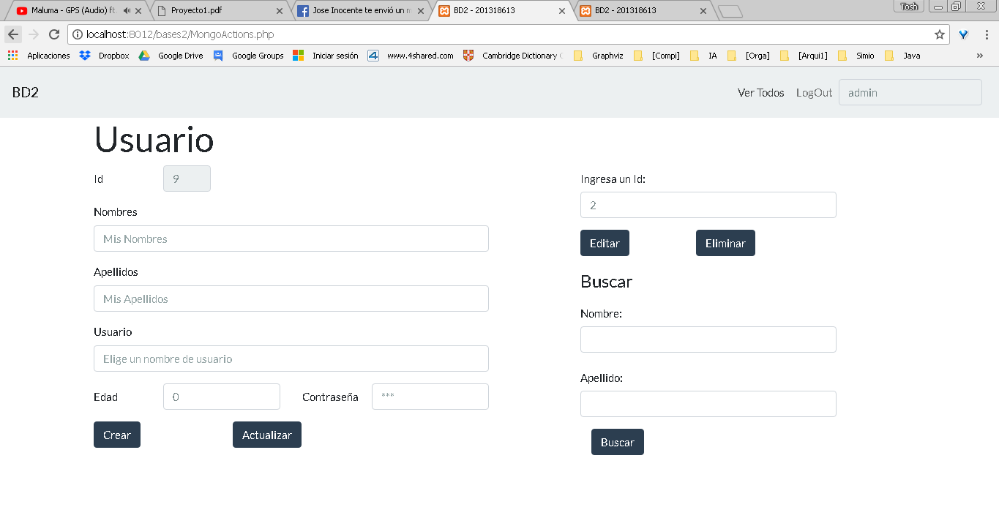 Maluma - GPS (Audio) ft
Proyecto1.pdf
Jose Inocente te envió un m
BD2 - 201318613
BD2 - 201318613
Tosh
localhost:8012/bases2/MongoActions.php
Aplicaciones
Dropbox
Google Drive
Google Groups
Iniciar sesión
4
www.4shared.com
Cambridge Dictionary
Graphviz
[Compi]
IA
[Orga]
[Arqui1]
Simio
Java
»
BD2
Ver Todos
LogOut
admin
Usuario
Id
9
Nombres
Mis Nombres
Apellidos
Mis Apellidos
Usuario
Elige un nombre de usuario
Edad
0
Contraseña
***
Crear
Actualizar
Ingresa un Id:
2
Editar
Eliminar
Buscar
Nombre:
Apellido:
Buscar